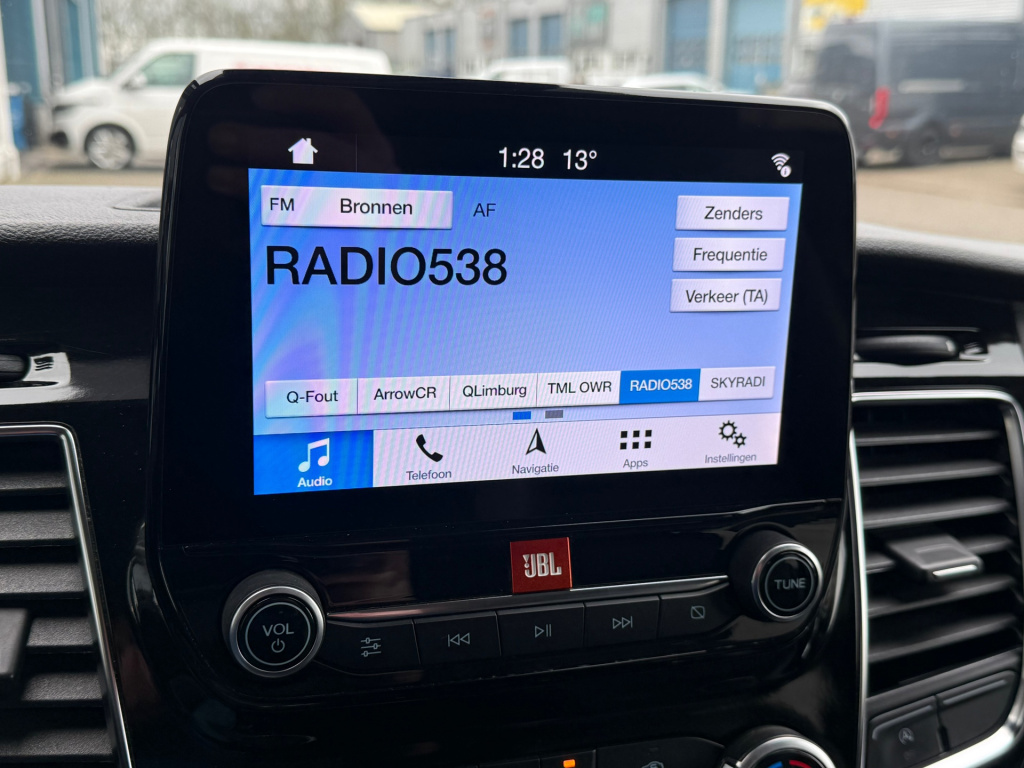 1:28 13°
FM Bronnen AF
Zenders
RADIO538
Frequentie
Verkeer (TA)
Q-Fout ArrowCR QLimburg TML OWR RADIO538 SKYRADI
Audio Telefoon Navigatie Apps Instellingen
JBL
VOL
TUNE